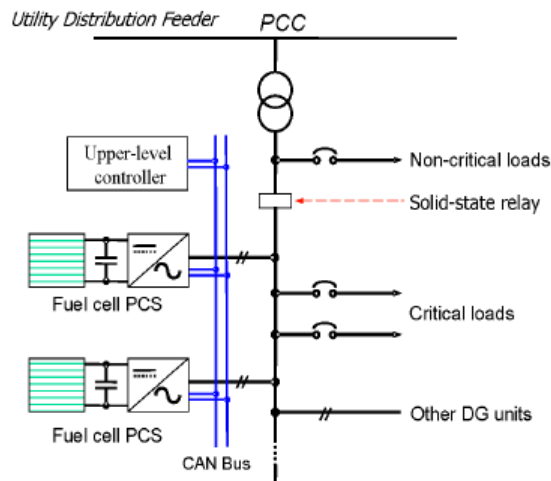 Utility Distribution Feeder
PCC
Upper-level
controller
Non-critical loads
Solid-state relay
Fuel cell PCS
Critical loads
Fuel cell PCS
Other DG units
CAN Bus